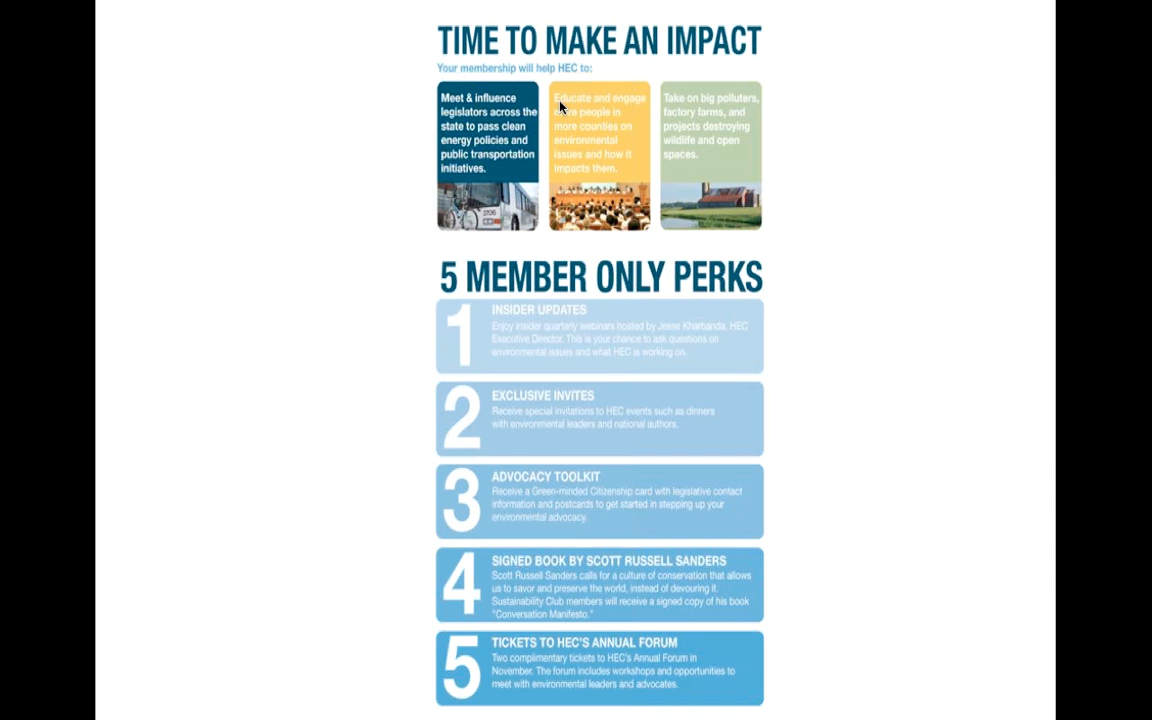 TIME TO MAKE AN IMPACT
Your membership will help HEC to:
Meet & influence
legislators across the
state to pass clean
energy policies and
public transportation
initiatives.
Educate and engage
more people in
more counties on
environmental
issues and how it
impacts them.
Take on big polluters,
factory farms, and
projects destroying
wildlife and open
spaces.
3706
5 MEMBER ONLY PERKS
1
INSIDER UPDATES
Enjoy insider quarterly webinars hosted by Jesse Kharbanda, HEC
Executive Director. This is your chance to ask questions on
environmental issues and what HEC is working on.
2
EXCLUSIVE INVITES
Receive special invitations to HEC events such as dinners
with environmental leaders and national authors.
3
ADVOCACY TOOLKIT
Receive a Green-minded Citizenship card with legislative contact
information and postcards to get started in stepping up your
environmental advocacy.
4
SIGNED BOOK BY SCOTT RUSSELL SANDERS
Scott Russell Sanders calls for a culture of conservation that allows
us to savor and preserve the world, instead of devouring it.
Sustainability Club members will receive a signed copy of his book
"Conversation Manifesto."
5
TICKETS TO HEC'S ANNUAL FORUM
Two complimentary tickets to HEC's Annual Forum in
November. The forum includes workshops and opportunities to
meet with environmental leaders and advocates.